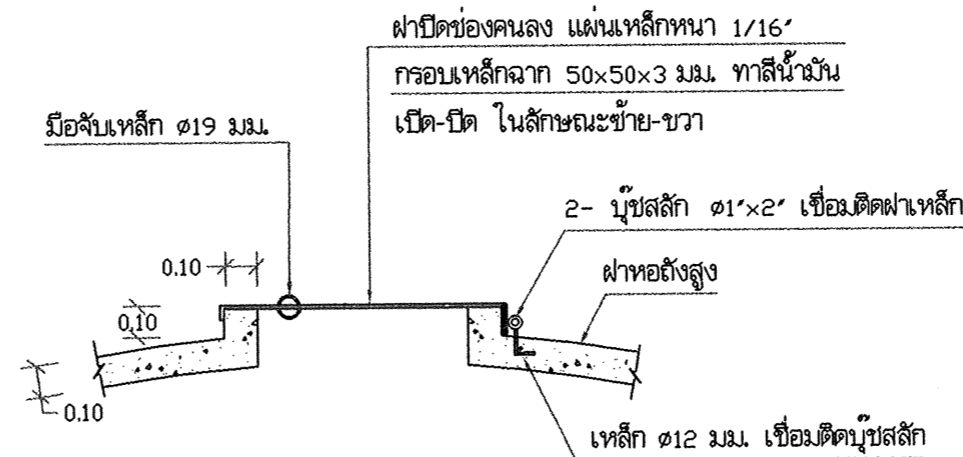 ฝาปิดช่องคนลง แผ่นเหล็กหนา 1/16"
กรอบเหล็กฉาก 50x50x3 มม. ทาสีน้ำมัน
เปิด-ปิด ในลักษณะซ้าย-ขวา
มือจับเหล็ก ø19 มม.
2- บุ๊ชสลัก ø1"x2" เชื่อมติดฝาเหล็ก
0.10
ฝาหอถังสูง
0.10
0.10
เหล็ก ø12 มม. เชื่อมติดบุ๊ชสลัก